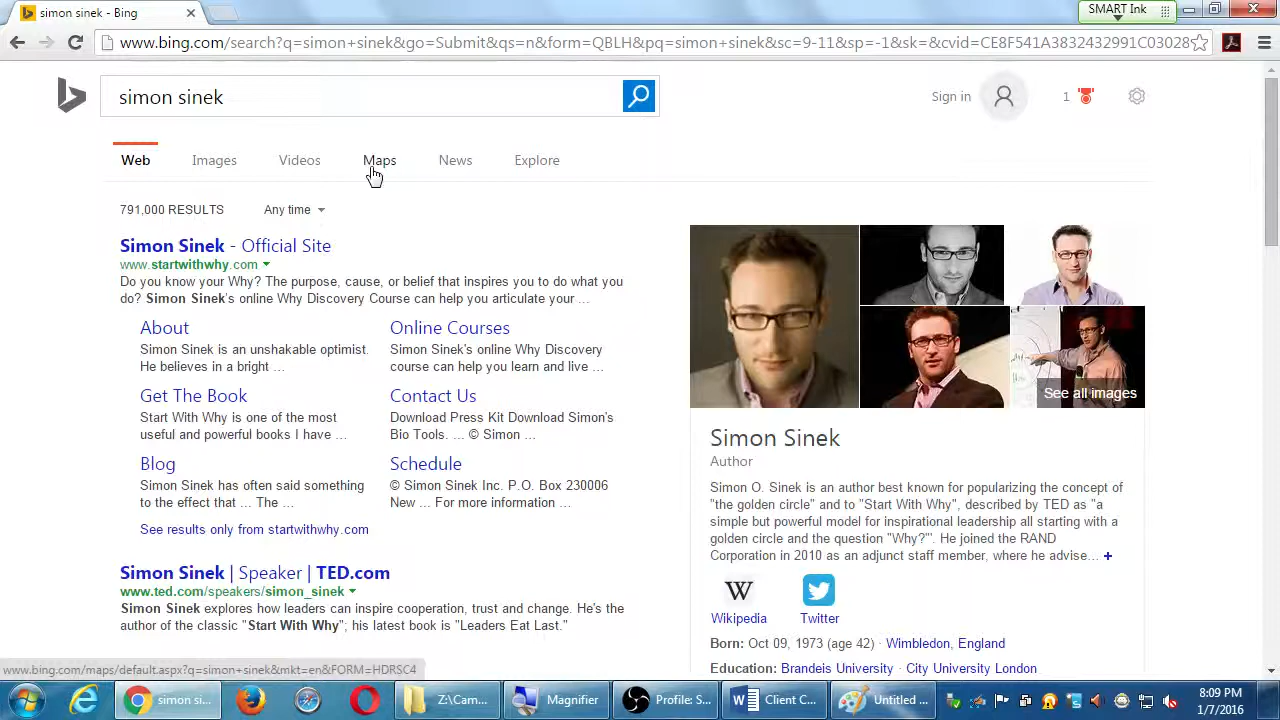 simon sinek - Bing
SMART Ink
www.bing.com/search?q=simon+sinek&go=Submit&qs=n&form=QBLH&pq=simon+sinek&sc=9-11&sp=-1&sk=&cvid=CE8F541A3832432991C03028
simon sinek
Sign in
1
Web Images Videos Maps News Explore
791,000 RESULTS Any time
Simon Sinek - Official Site
www.startwithwhy.com
Do you know your Why? The purpose, cause, or belief that inspires you to do what you
do? Simon Sinek's online Why Discovery Course can help you articulate your ...
About
Simon Sinek is an unshakable optimist.
He believes in a bright ...
Online Courses
Simon Sinek's online Why Discovery
course can help you learn and live ...
Get The Book
Start With Why is one of the most
useful and powerful books I have ...
Contact Us
Download Press Kit Download Simon's
Bio Tools. ... © Simon ...
Blog
Simon Sinek has often said something
to the effect that ... The ...
Schedule
© Simon Sinek Inc. P.O. Box 230006
New ... For more information ...
See results only from startwithwhy.com
Simon Sinek | Speaker | TED.com
www.ted.com/speakers/simon_sinek
Simon Sinek explores how leaders can inspire cooperation, trust and change. He's the
author of the classic "Start With Why"; his latest book is "Leaders Eat Last."
See all images
Simon Sinek
Author
Simon O. Sinek is an author best known for popularizing the concept of
"the golden circle" and to "Start With Why", described by TED as "a
simple but powerful model for inspirational leadership all starting with a
golden circle and the question "Why?"'. He joined the RAND
Corporation in 2010 as an adjunct staff member, where he advise... +
W
Wikipedia Twitter
Born: Oct 09, 1973 (age 42) · Wimbledon, England
Education: Brandeis University · City University London
www.bing.com/maps/default.aspx?q=simon+sinek&mkt=en&FORM=HDRSC4
simon si...
Z:\Cam...
Magnifier
Profile: S...
Client C...
Untitled ...
8:09 PM
1/7/2016